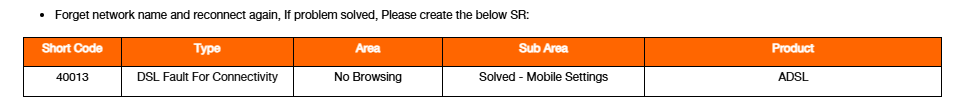 • Forget network name and reconnect again, If problem solved, Please create the below SR:
Short Code Type Area Sub Area Product
40013 DSL Fault For Connectivity No Browsing Solved - Mobile Settings ADSL